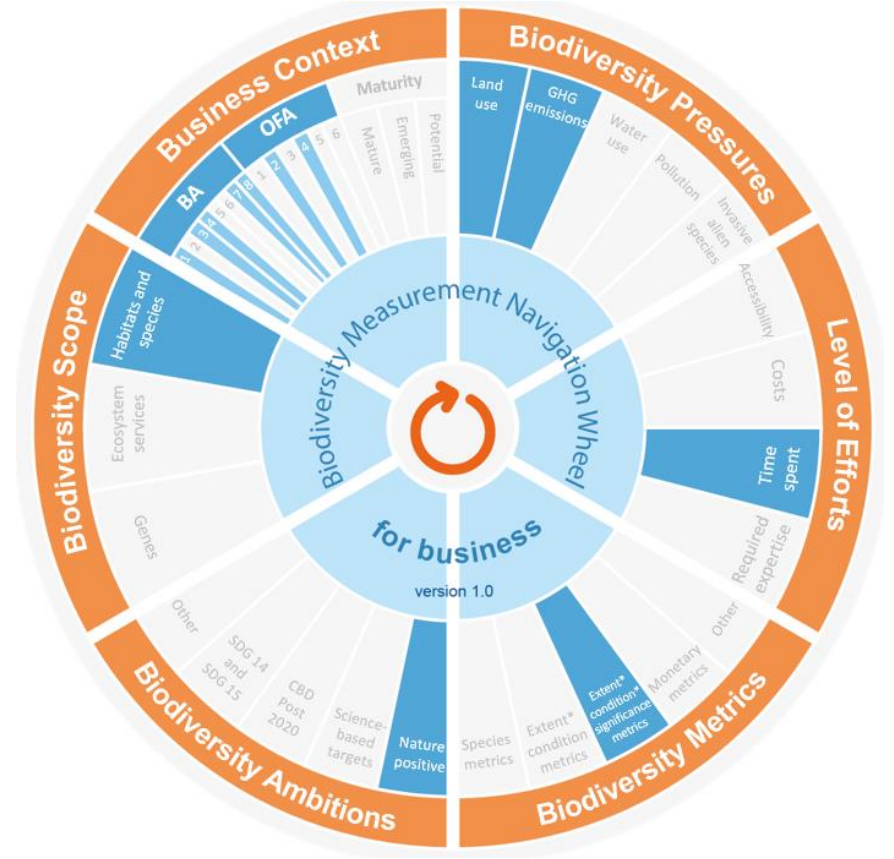 Business Context
BA
1
2
3
4
5
6
7
8
OFA
1
2
3
4
5
6
Maturity
Mature
Emerging
Potential
Biodiversity Pressures
Land
use
GHG
emissions
Water
use
Pollution
Invasive
alien
species
Level of Efforts
Accessibility
Costs
Time
spent
Required
expertise
Biodiversity Metrics
Other
Monetary
metrics
Extent*
condition*
significance
metrics
Extent*
condition
metrics
Species
metrics
Biodiversity Ambitions
Nature
positive
Science-
based
targets
CBD
Post
2020
SDG 14
and
SDG 15
Other
Biodiversity Scope
Genes
Ecosystem
services
Habitats and
species
Biodiversity Measurement Navigation Wheel
for business
version 1.0